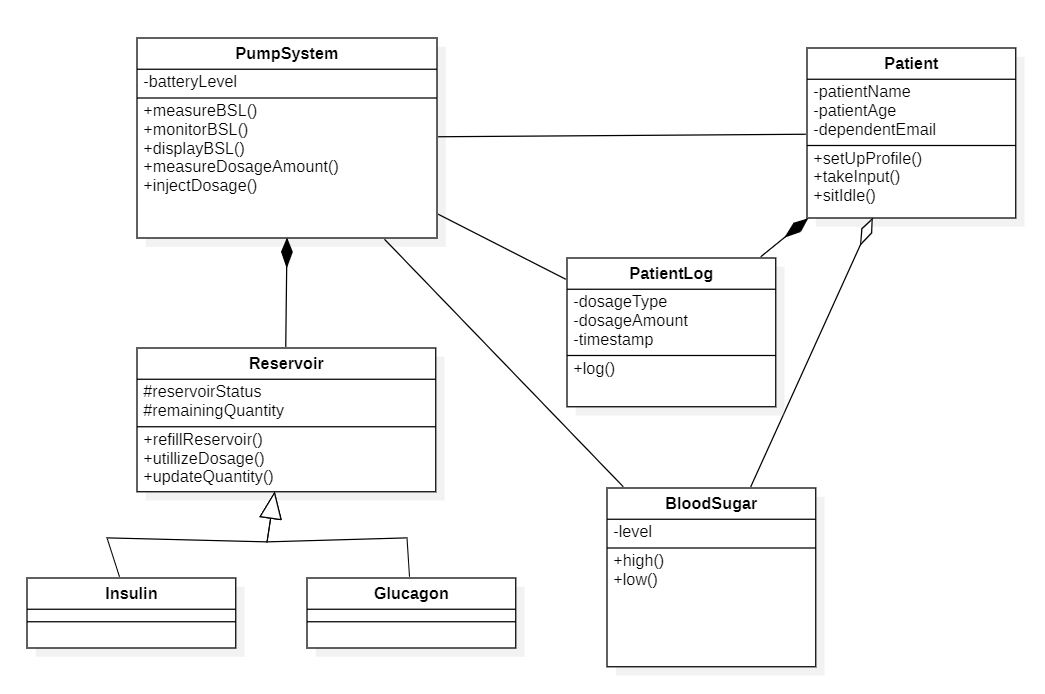 PumpSystem
-batteryLevel
+measureBSL()
+monitorBSL()
+displayBSL()
+measureDosageAmount()
+injectDosage()
Patient
-patientName
-patientAge
-dependentEmail
+setUpProfile()
+takeInput()
+sitIdle()
PatientLog
-dosageType
-dosageAmount
-timestamp
+log()
Reservoir
#reservoirStatus
#remainingQuantity
+refillReservoir()
+utillizeDosage()
+updateQuantity()
BloodSugar
-level
+high()
+low()
Insulin
Glucagon